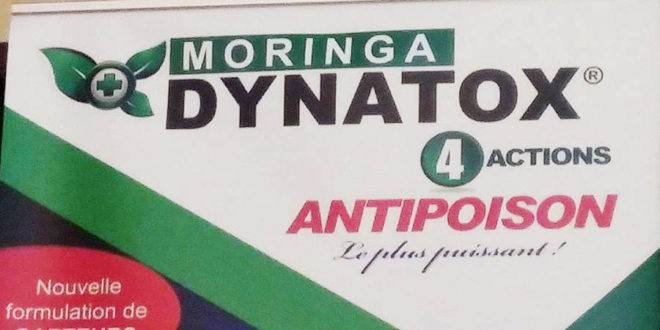 MORINGA
DYNATOX®
4 ACTIONS
ANTIPOISON
Le plus puissant !
Nouvelle
formulation de